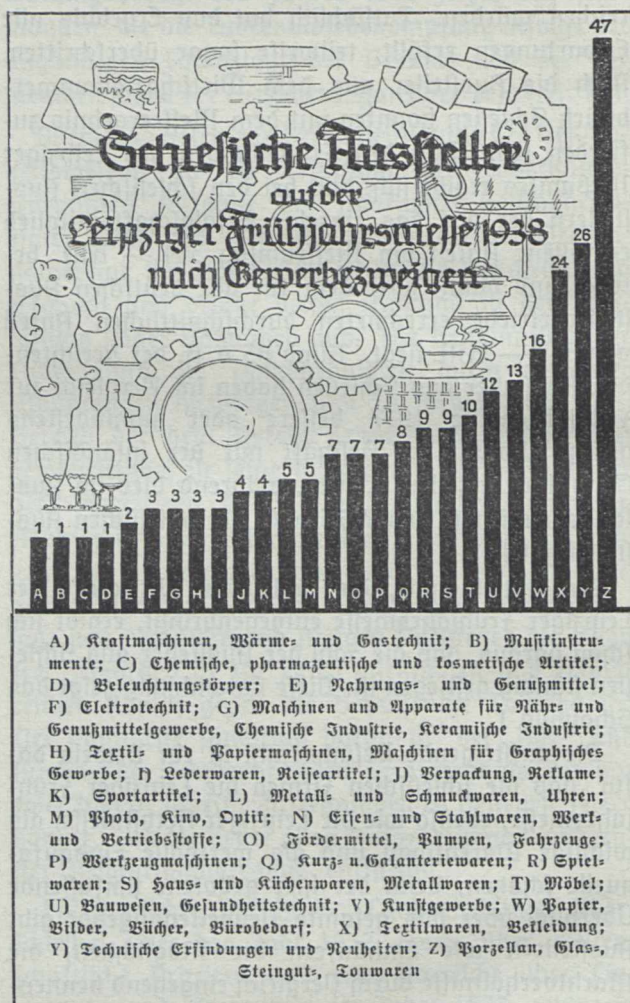 47
Schlesische Aussteller
auf der
Leipziger Frühjahrsmesse 1938
nach Gewerbezweigen
26
24
16
13
12
10
9
9
8
7
7
7
5
5
4
4
3
3
3
3
2
1
1
1
1
A B C D E F G H I J K L M N O P Q R S T U V W X Y Z
A) Kraftmaschinen, Wärme- und Gastechnik; B) Musikinstru-
mente; C) Chemische, pharmazeutische und kosmetische Artikel;
D) Beleuchtungskörper; E) Nahrungs- und Genußmittel;
F) Elektrotechnik; G) Maschinen und Apparate für Nähr- und
Genußmittelgewerbe, Chemische Industrie, Keramische Industrie;
H) Textil- und Papiermaschinen, Maschinen für Graphisches
Gewerbe; I) Lederwaren, Reiseartikel; J) Verpackung, Reklame;
K) Sportartikel; L) Metall- und Schmuckwaren, Uhren;
M) Photo, Kino, Optik; N) Eisen- und Stahlwaren, Werk-
und Betriebsstoffe; O) Fördermittel, Pumpen, Fahrzeuge;
P) Werkzeugmaschinen; Q) Kurz- u. Galanteriewaren; R) Spiel-
waren; S) Haus- und Küchenwaren, Metallwaren; T) Möbel;
U) Bauwesen, Gesundheitstechnik; V) Kunstgewerbe; W) Papier,
Bilder, Bücher, Bürobedarf; X) Textilwaren, Bekleidung;
Y) Technische Erfindungen und Neuheiten; Z) Porzellan, Glas-,
Steingut-, Tonwaren